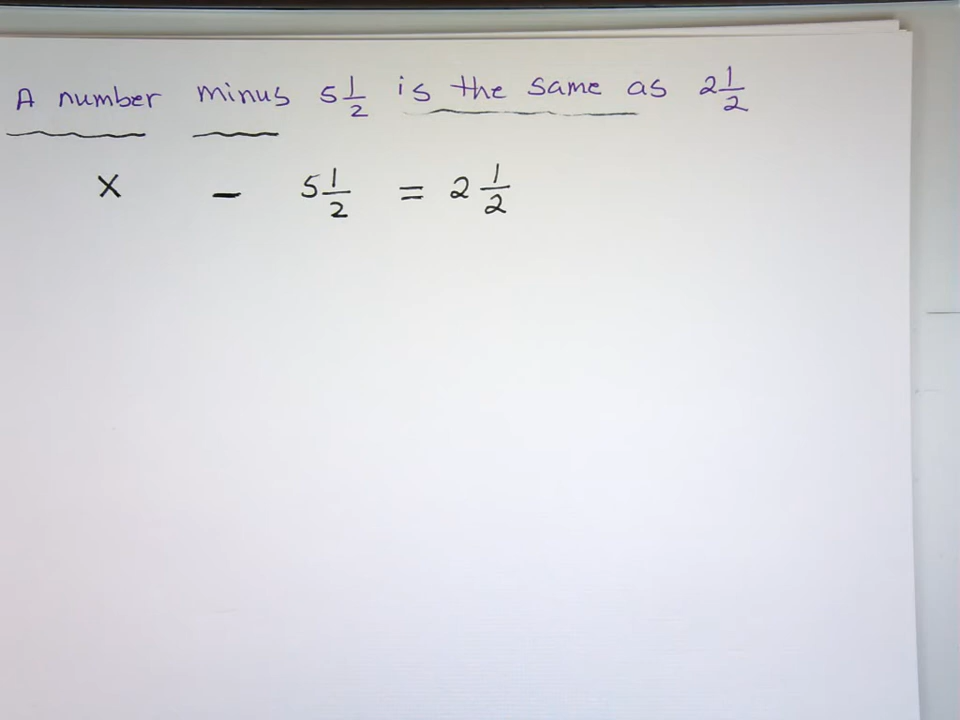 A number minus 5 1/2 is the same as 2 1/2
x - 5 1/2 = 2 1/2